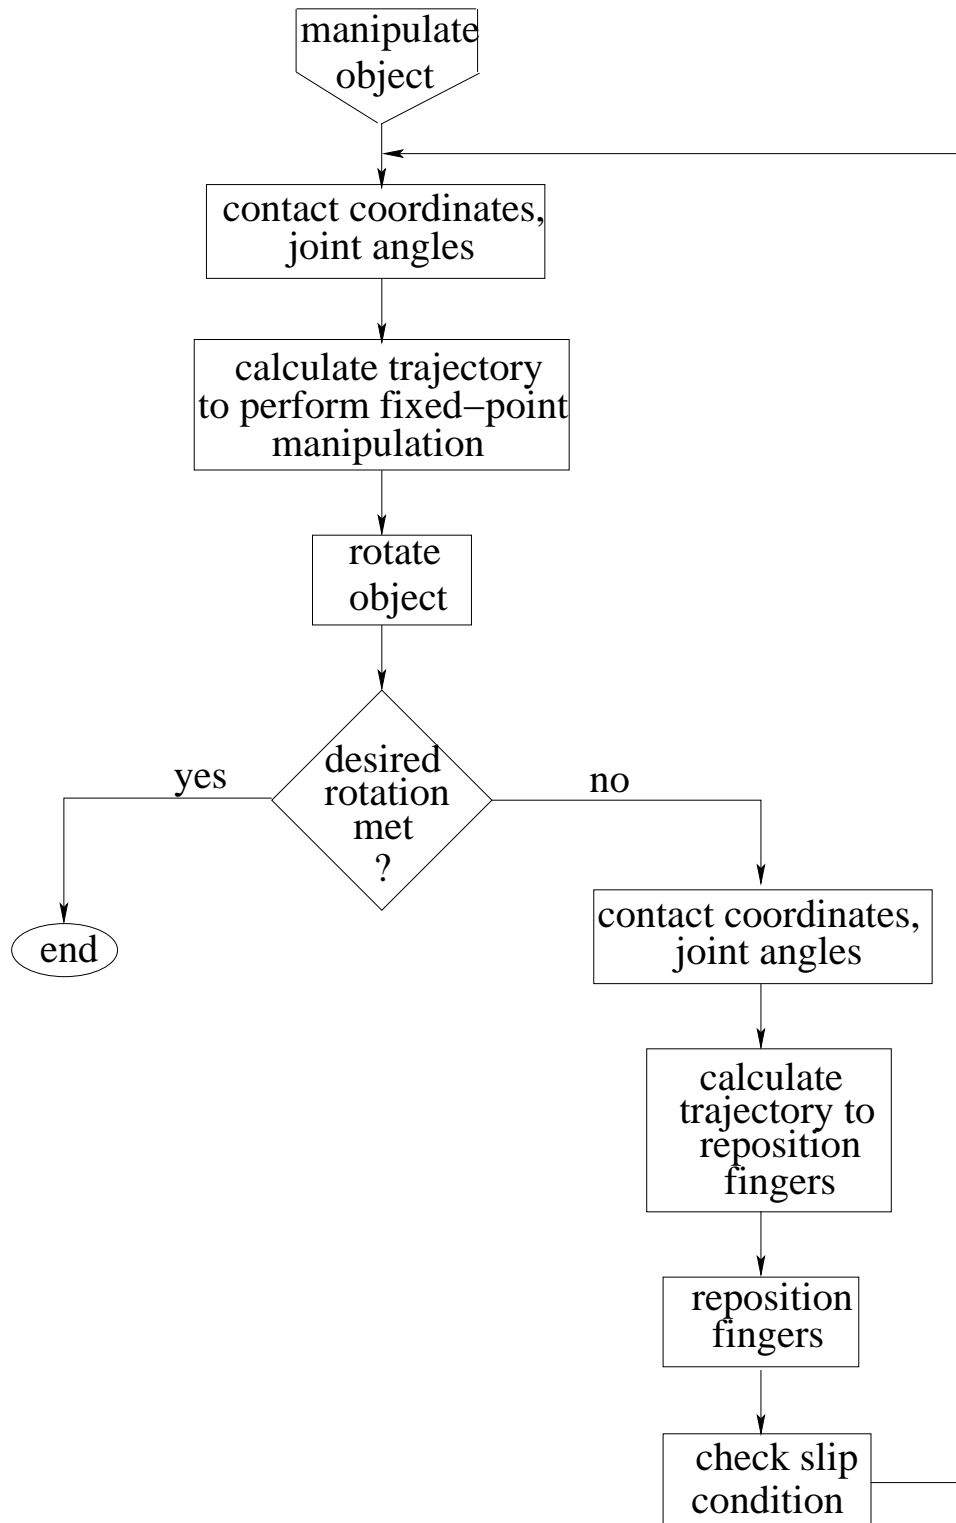 manipulate
object
contact coordinates,
joint angles
calculate trajectory
to perform fixed−point
manipulation
rotate
object
desired
rotation
met
?
yes
no
end
contact coordinates,
joint angles
calculate
trajectory to
reposition
fingers
reposition
fingers
check slip
condition